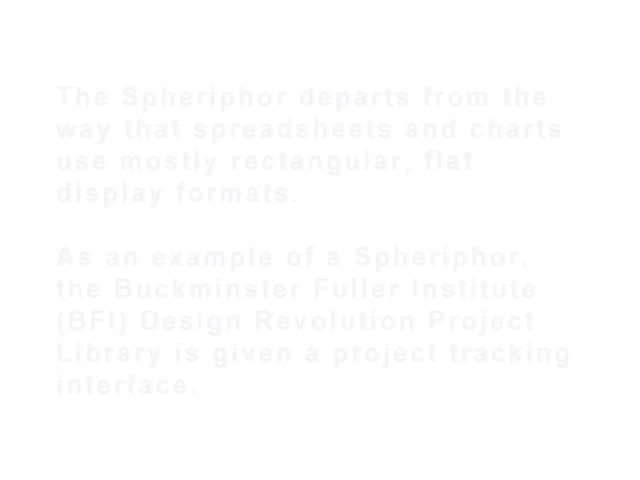 The Spheriphor departs from the
way that spreadsheets and charts
use mostly rectangular, flat
display formats.
As an example of a Spheriphor,
the Buckminster Fuller Institute
(BFI) Design Revolution Project
Library is given a project tracking
interface.